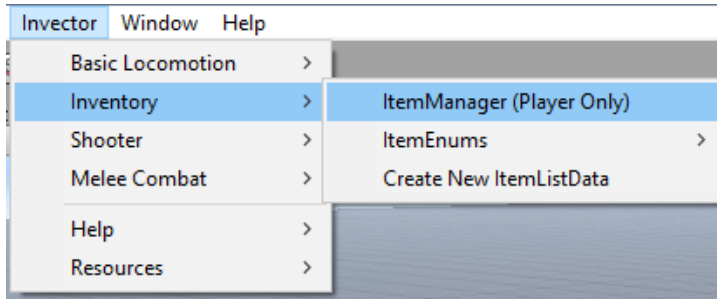 Invector Window Help
Basic Locomotion >
Inventory >
Shooter >
Melee Combat >
Help >
Resources >
ItemManager (Player Only)
ItemEnums >
Create New ItemListData